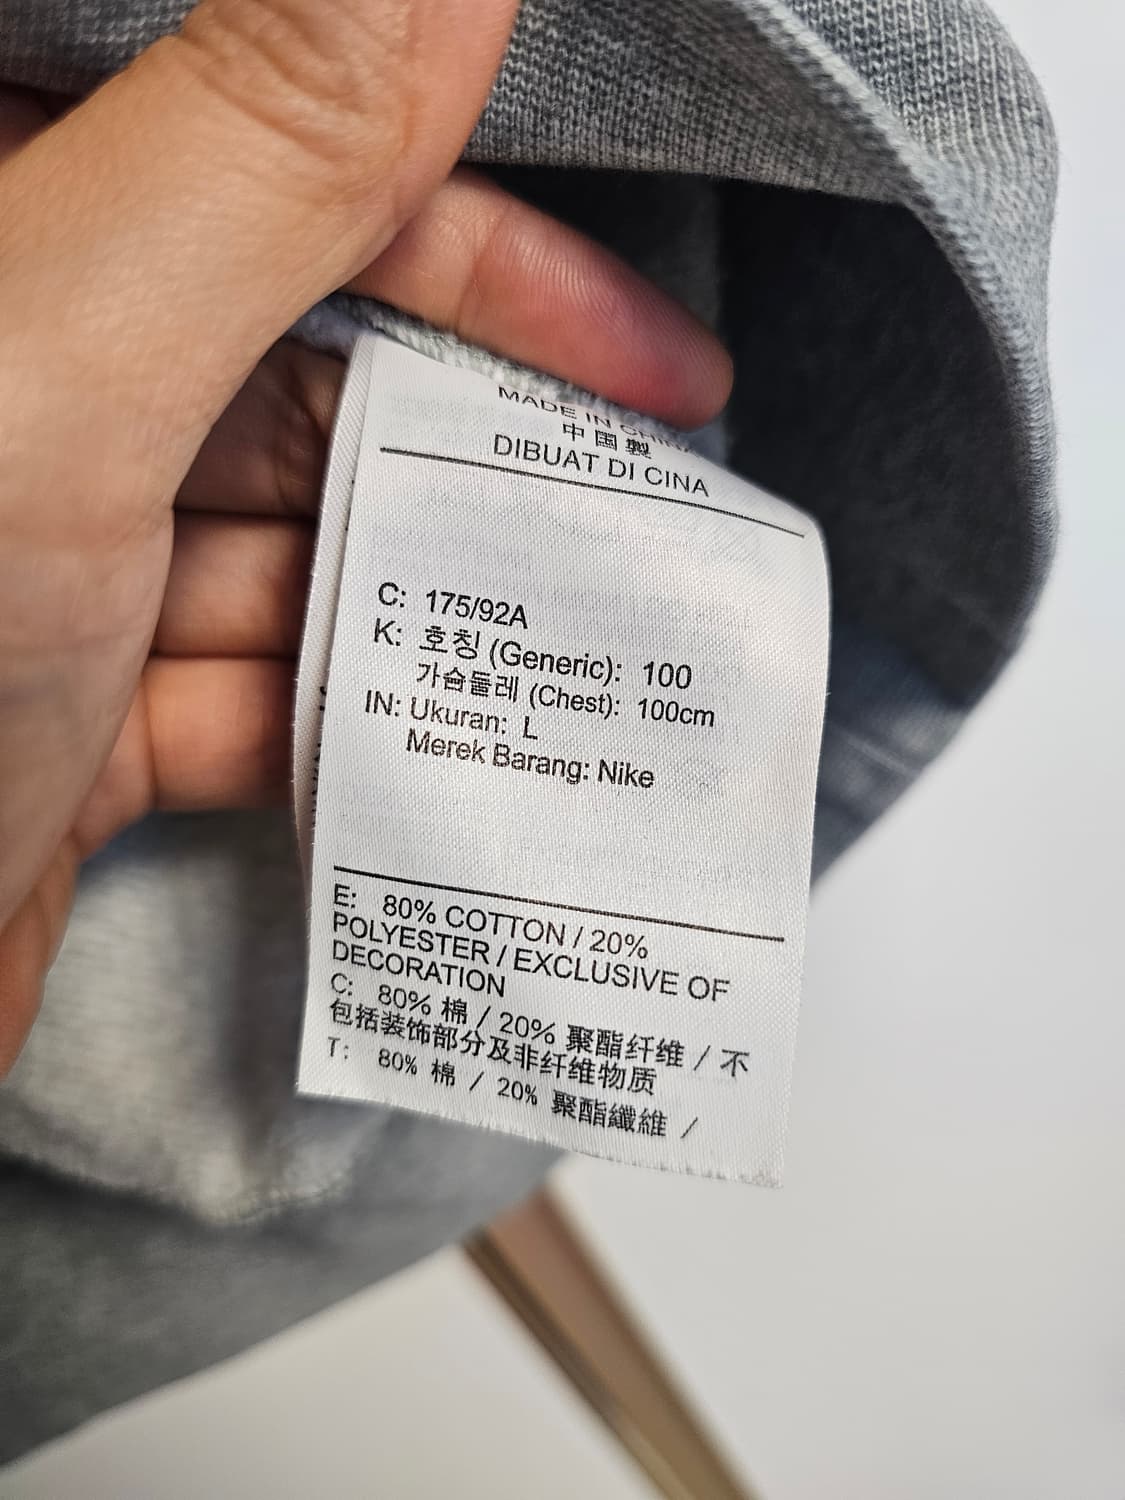 MADE IN CHINA
中国製
DIBUAT DI CINA
C: 175/92A
K: 호칭 (Generic): 100
가슴둘레 (Chest): 100cm
IN: Ukuran: L
Merek Barang: Nike
E: 80% COTTON / 20%
POLYESTER / EXCLUSIVE OF
DECORATION
C: 80% 棉 / 20% 聚酯纤维 / 不
包括装饰部分及非纤维物质
T: 80% 棉 / 20% 聚酯纖維 /